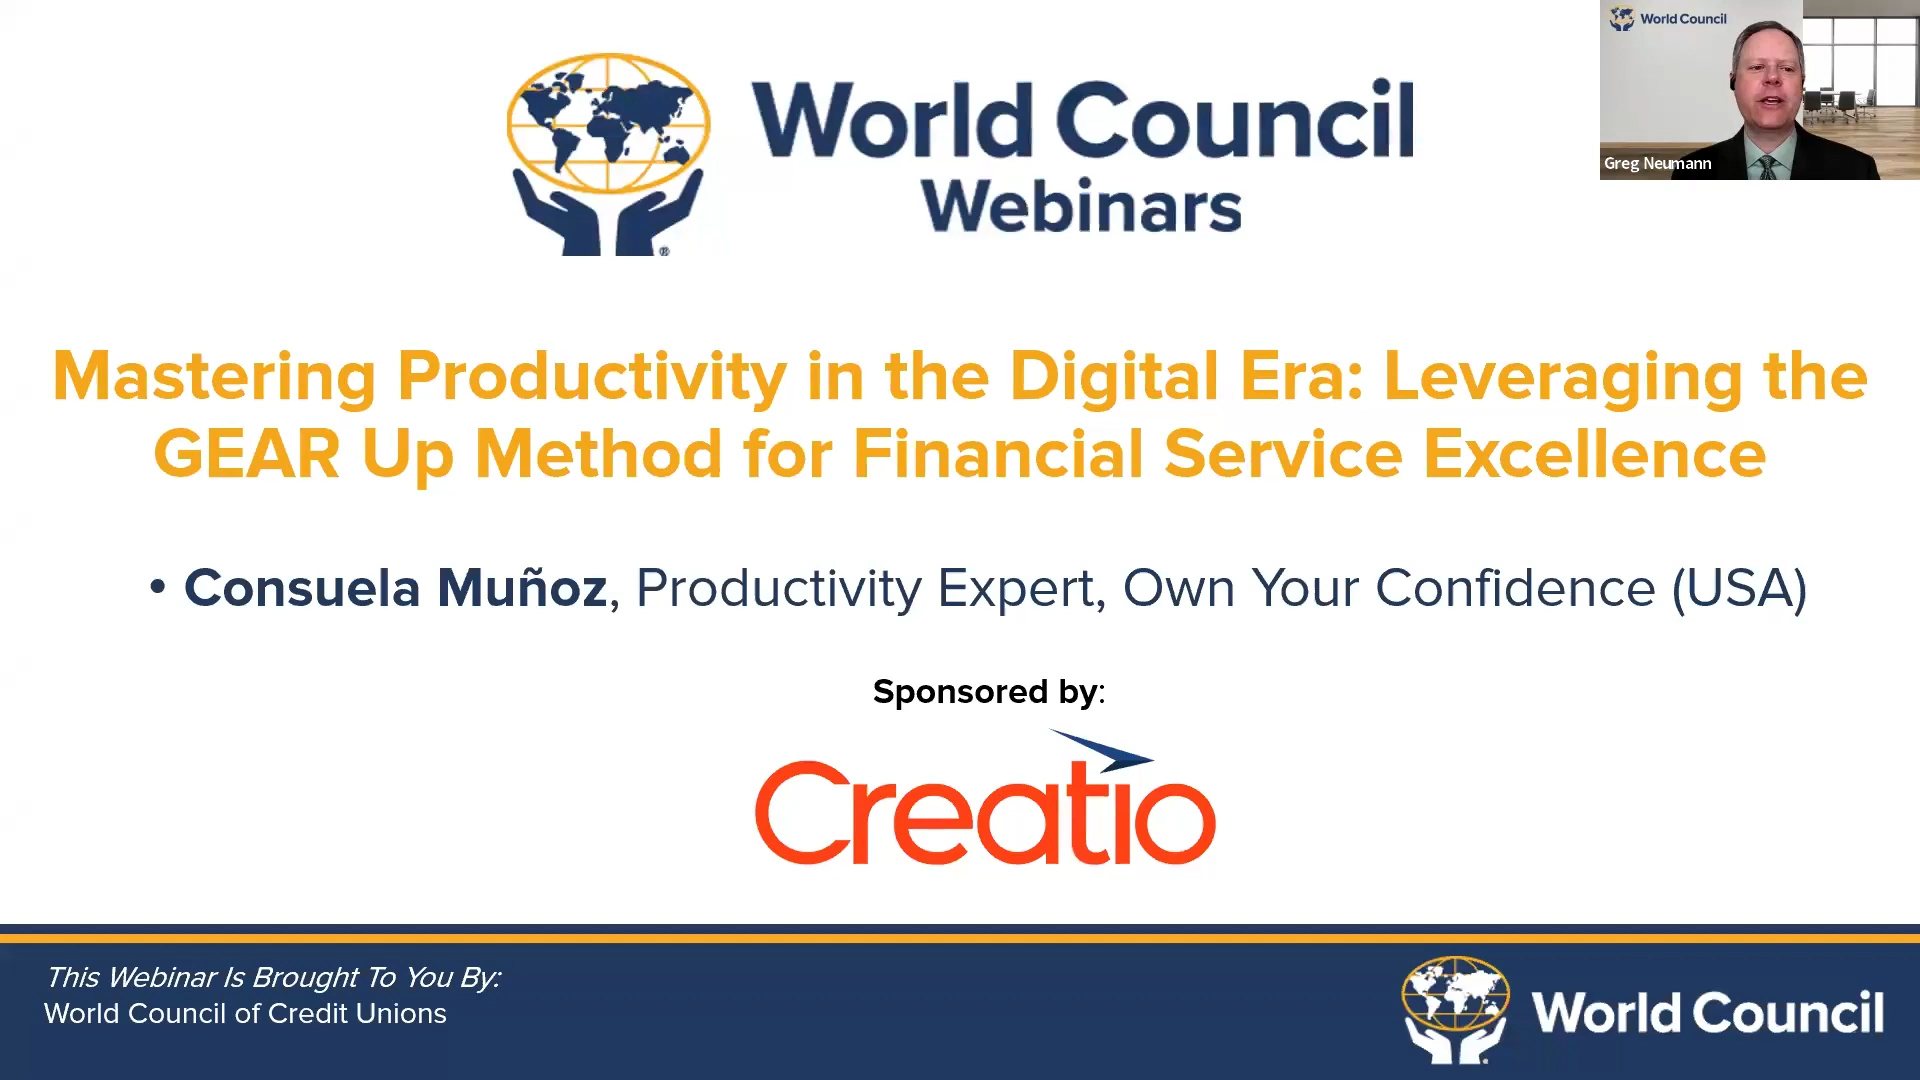 World Council
Webinars
®
World Council
Greg Neumann
Mastering Productivity in the Digital Era: Leveraging the
GEAR Up Method for Financial Service Excellence
• Consuela Muñoz, Productivity Expert, Own Your Confidence (USA)
Sponsored by:
Creatio
This Webinar Is Brought To You By:
World Council of Credit Unions
World Council